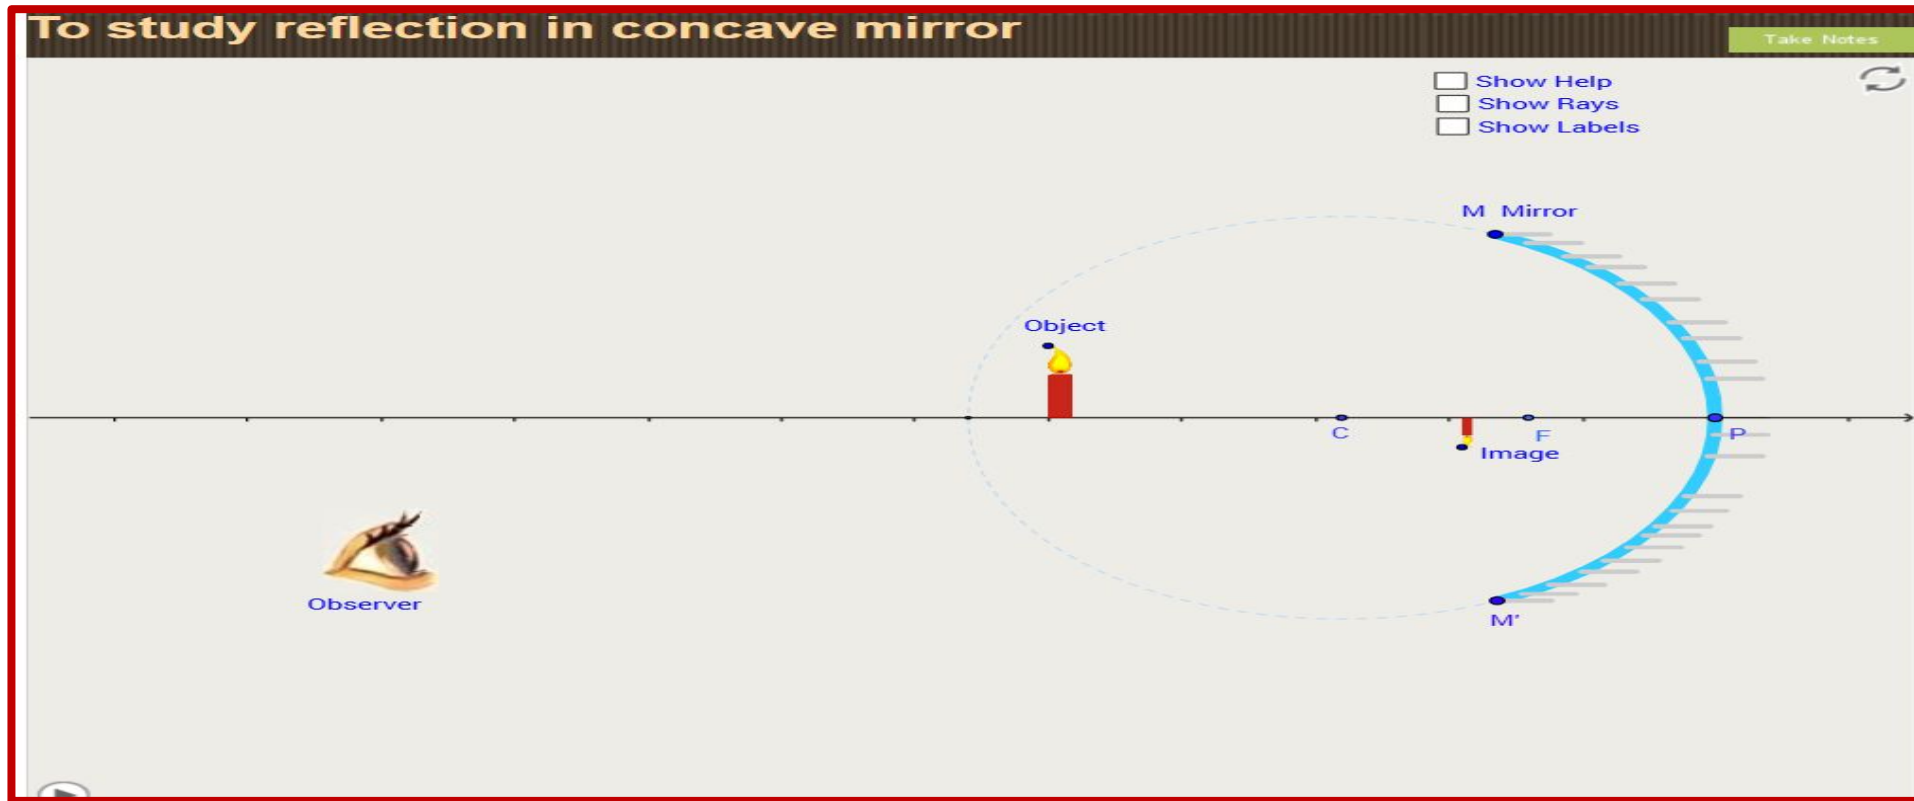 To study reflection in concave mirror
Take Notes
Show Help
Show Rays
Show Labels
M Mirror
Object
C
F
P
Image
Observer
M'